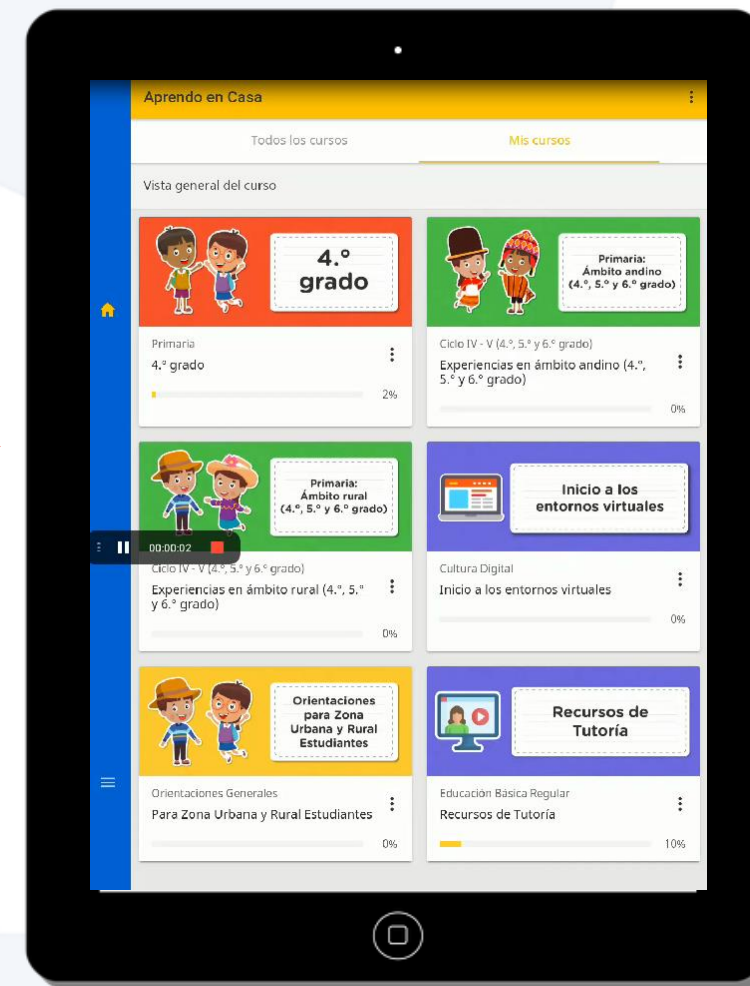 Aprendo en Casa
Todos los cursos
Mis cursos
Vista general del curso
4.°
grado
Primaria
4.° grado
2%
Primaria:
Ámbito andino
(4.°, 5.° y 6.° grado)
Ciclo IV - V (4.°, 5.° y 6.° grado)
Experiencias en ámbito andino (4.°,
5.° y 6.° grado)
0%
Primaria:
Ámbito rural
(4.°, 5.° y 6.° grado)
00:00:02
Ciclo IV - V (4.°, 5.° y 6.° grado)
Experiencias en ámbito rural (4.°, 5.°
y 6.° grado)
0%
Inicio a los
entornos virtuales
Cultura Digital
Inicio a los entornos virtuales
0%
Orientaciones
para Zona
Urbana y Rural
Estudiantes
Orientaciones Generales
Para Zona Urbana y Rural Estudiantes
0%
Recursos de
Tutoría
Educación Básica Regular
Recursos de Tutoría
10%